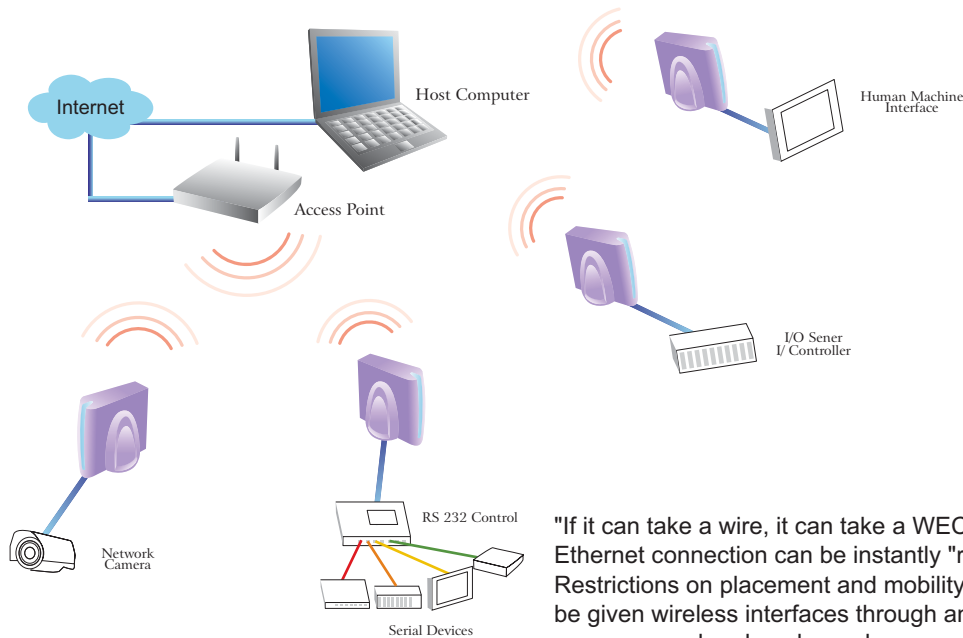 Internet
Host Computer
Human Machine
Interface
Access Point
I/O Sener
I/ Controller
Network
Camera
RS 232 Control
Serial Devices
"If it can take a wire, it can take a WEC
Ethernet connection can be instantly "r
Restrictions on placement and mobility
be given wireless interfaces through an